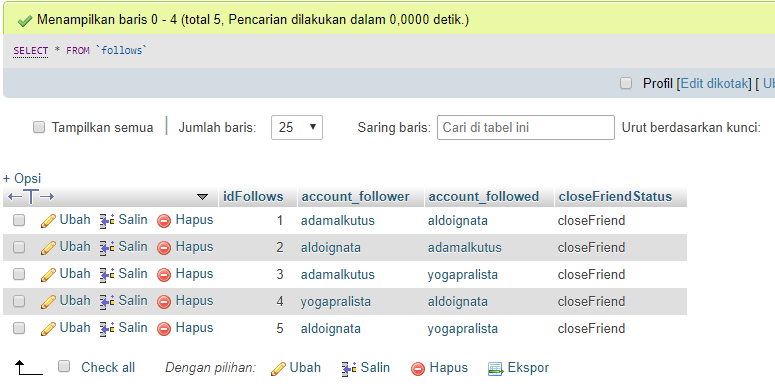 Menampilkan baris 0 - 4 (total 5, Pencarian dilakukan dalam 0,0000 detik.)
SELECT * FROM `follows`
Profil [Edit dikotak] [ Ub
Tampilkan semua | Jumlah baris: 25 Saring baris: Cari di tabel ini Urut berdasarkan kunci:
+ Opsi
idFollows account_follower account_followed closeFriendStatus
Ubah Salin Hapus 1 adamalkutus aldoignata closeFriend
Ubah Salin Hapus 2 aldoignata adamalkutus closeFriend
Ubah Salin Hapus 3 adamalkutus yogapralista closeFriend
Ubah Salin Hapus 4 yogapralista aldoignata closeFriend
Ubah Salin Hapus 5 aldoignata yogapralista closeFriend
Check all Dengan pilihan: Ubah Salin Hapus Ekspor